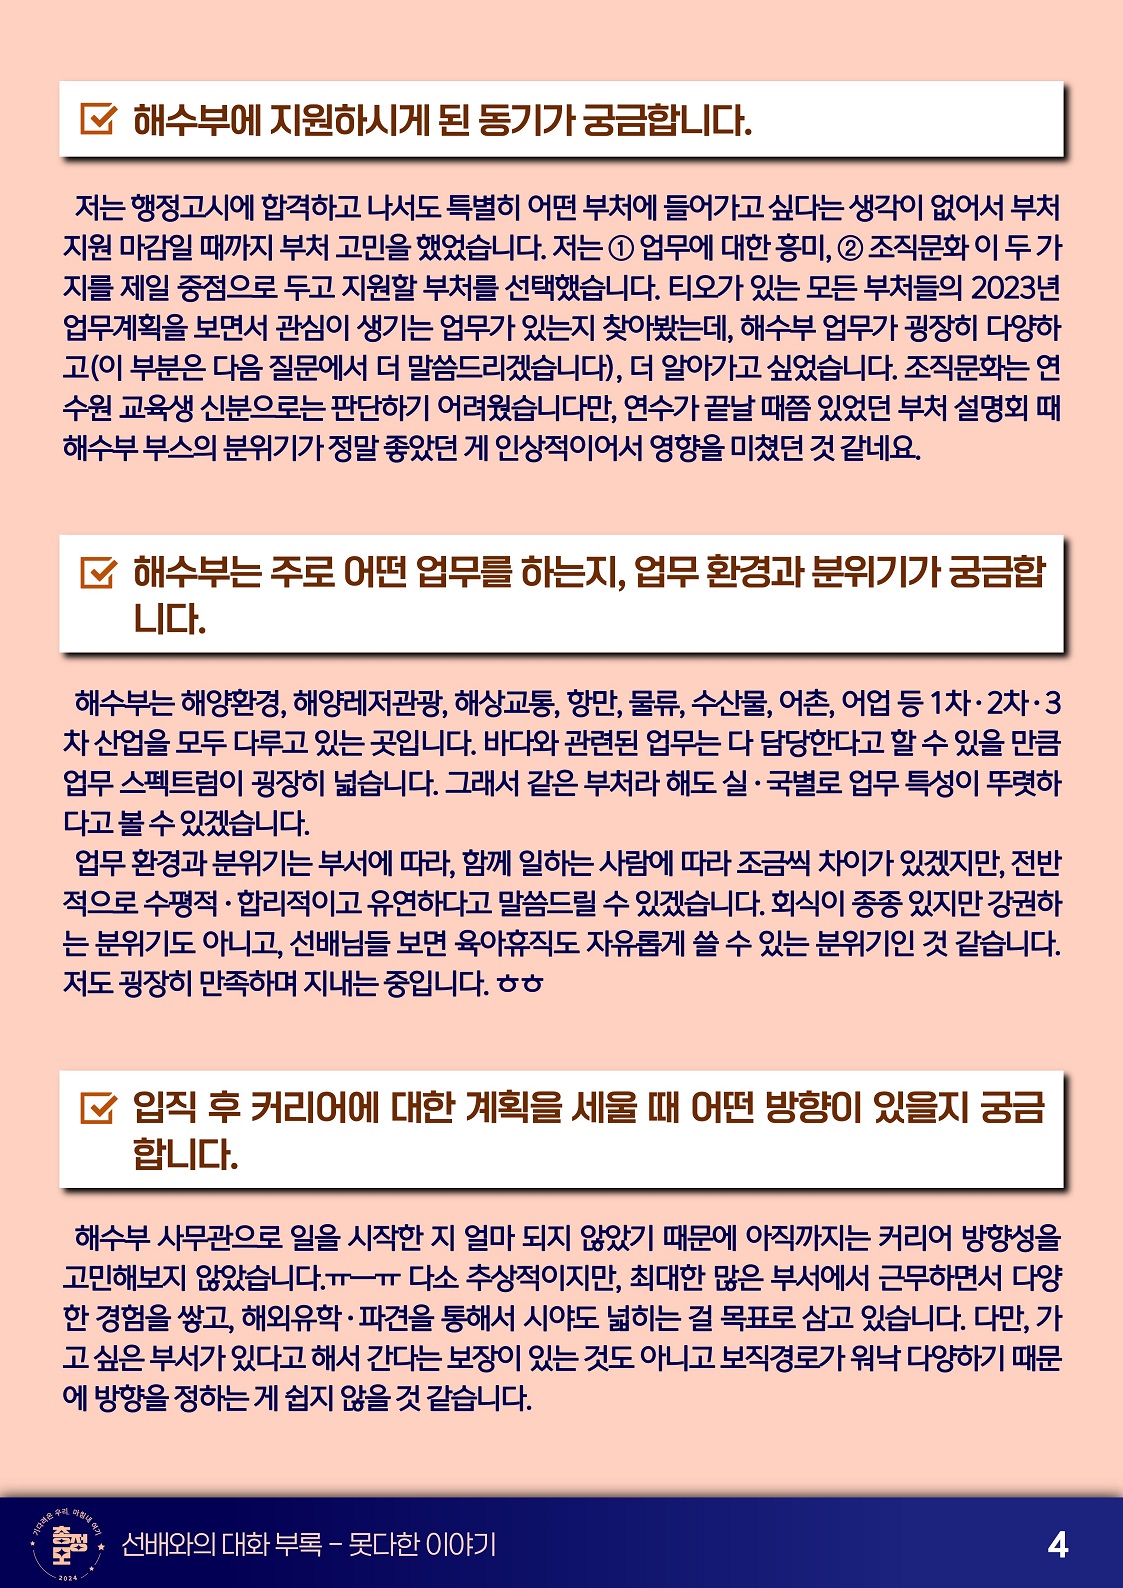 해수부에 지원하시게 된 동기가 궁금합니다.
저는 행정고시에 합격하고 나서도 특별히 어떤 부처에 들어가고 싶다는 생각이 없어서 부처
지원 마감일 때까지 부처 고민을 했었습니다. 저는 ① 업무에 대한 흥미, ② 조직문화 이 두 가
지를 제일 중점으로 두고 지원할 부처를 선택했습니다. 티오가 있는 모든 부처들의 2023년
업무계획을 보면서 관심이 생기는 업무가 있는지 찾아봤는데, 해수부 업무가 굉장히 다양하
고(이 부분은 다음 질문에서 더 말씀드리겠습니다), 더 알아가고 싶었습니다. 조직문화는 연
수원 교육생 신분으로는 판단하기 어려웠습니다만, 연수가 끝날 때쯤 있었던 부처 설명회 때
해수부 부스의 분위기가 정말 좋았던 게 인상적이어서 영향을 미쳤던 것 같네요.
해수부는 주로 어떤 업무를 하는지, 업무 환경과 분위기가 궁금합
니다.
해수부는 해양환경, 해양레저관광, 해상교통, 항만, 물류, 수산물, 어촌, 어업 등 1차·2차·3
차 산업을 모두 다루고 있는 곳입니다. 바다와 관련된 업무는 다 담당한다고 할 수 있을 만큼
업무 스펙트럼이 굉장히 넓습니다. 그래서 같은 부처라 해도 실·국별로 업무 특성이 뚜렷하
다고 볼 수 있겠습니다.
업무 환경과 분위기는 부서에 따라, 함께 일하는 사람에 따라 조금씩 차이가 있겠지만, 전반
적으로 수평적·합리적이고 유연하다고 말씀드릴 수 있겠습니다. 회식이 종종 있지만 강권하
는 분위기도 아니고, 선배님들 보면 육아휴직도 자유롭게 쓸 수 있는 분위기인 것 같습니다.
저도 굉장히 만족하며 지내는 중입니다. ㅎㅎ
입직 후 커리어에 대한 계획을 세울 때 어떤 방향이 있을지 궁금
합니다.
해수부 사무관으로 일을 시작한 지 얼마 되지 않았기 때문에 아직까지는 커리어 방향성을
고민해보지 않았습니다.ㅠㅡㅠ 다소 추상적이지만, 최대한 많은 부서에서 근무하면서 다양
한 경험을 쌓고, 해외유학·파견을 통해서 시야도 넓히는 걸 목표로 삼고 있습니다. 다만, 가
고 싶은 부서가 있다고 해서 간다는 보장이 있는 것도 아니고 보직경로가 워낙 다양하기 때문
에 방향을 정하는 게 쉽지 않을 것 같습니다.
기다려온 우리, 마침내 여기
총정
모
2024
선배와의 대화 부록 – 못다한 이야기
4